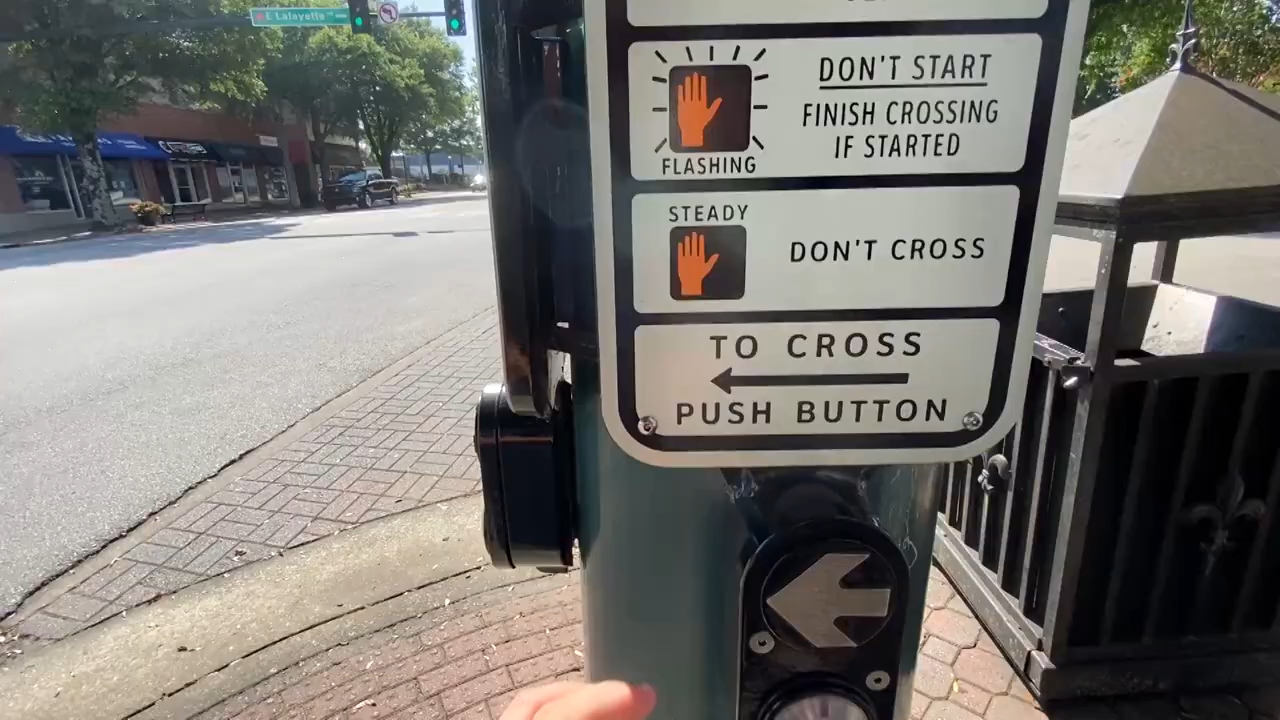 E Lafayette
DON'T START
FINISH CROSSING
IF STARTED
FLASHING
STEADY
DON'T CROSS
TO CROSS
PUSH BUTTON